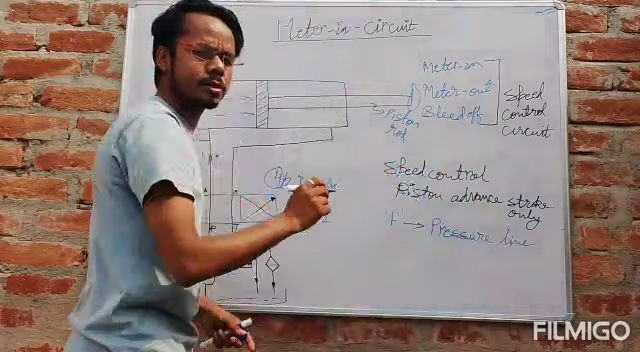 Meter-in-circuit
Meter-in
Meter-out
Bleed off
speed
control
circuit
Piston
rod
speed control
Piston advance stroke
only
P → Pressure line
FILMIGO